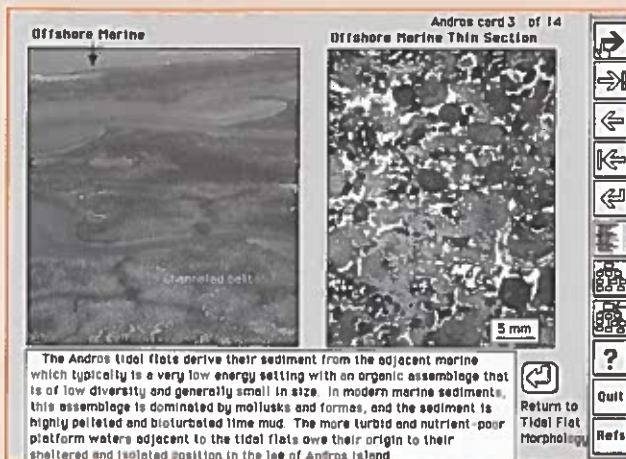 Andros card 3 of 14
Offshore Marine
Offshore Marine Thin Section
Channeled belt
5 mm
The Andros tidal flats derive their sediment from the adjacent marine
which typically is a very low energy setting with an organic assemblage that
is of low diversity and generally small in size. In modern marine sediments,
this assemblage is dominated by mollusks and formas, and the sediment is
highly pelleted and bioturbated lime mud. The more turbid and nutrient-poor
platform waters adjacent to the tidal flats owe their origin to their
sheltered and isolated position in the lee of Andros Island
Return to
Tidal Flat
Morphology
?
Quit
Refs